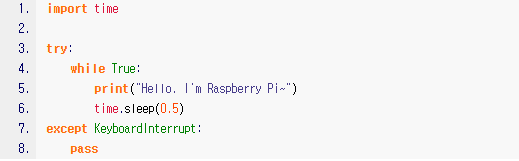 1. import time
2.
3. try:
4.     while True:
5.         print("Hello. I'm Raspberry Pi~")
6.         time.sleep(0.5)
7. except KeyboardInterrupt:
8.     pass